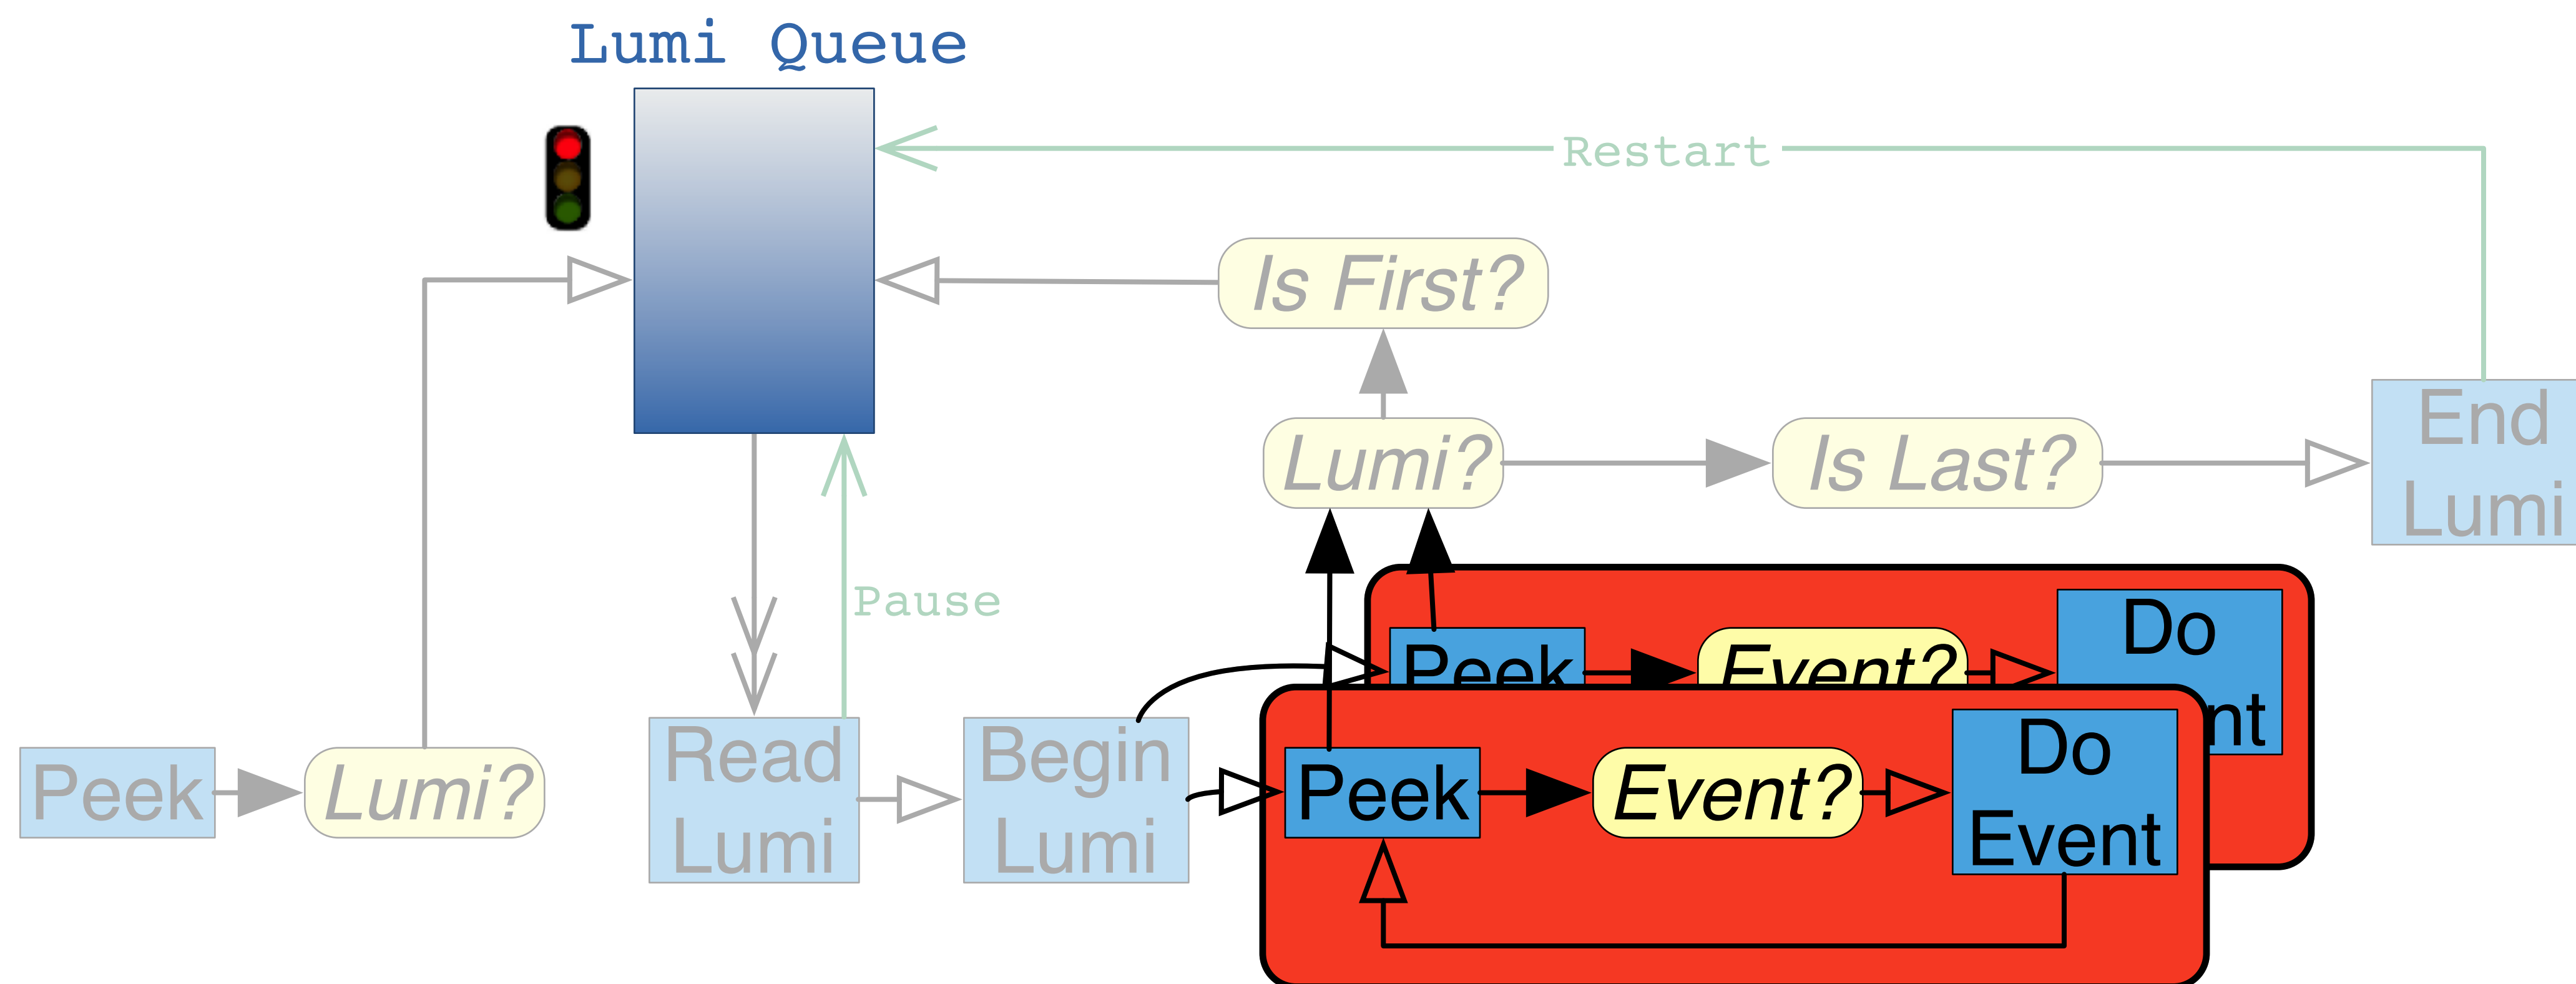 Lumi Queue
Restart
Is First?
End
Lumi
Lumi?
Is Last?
Pause
Do
Peek
Event?
nt
Read
Lumi
Begin
Lumi
Do
Event
Peek
Lumi?
Peek
Event?